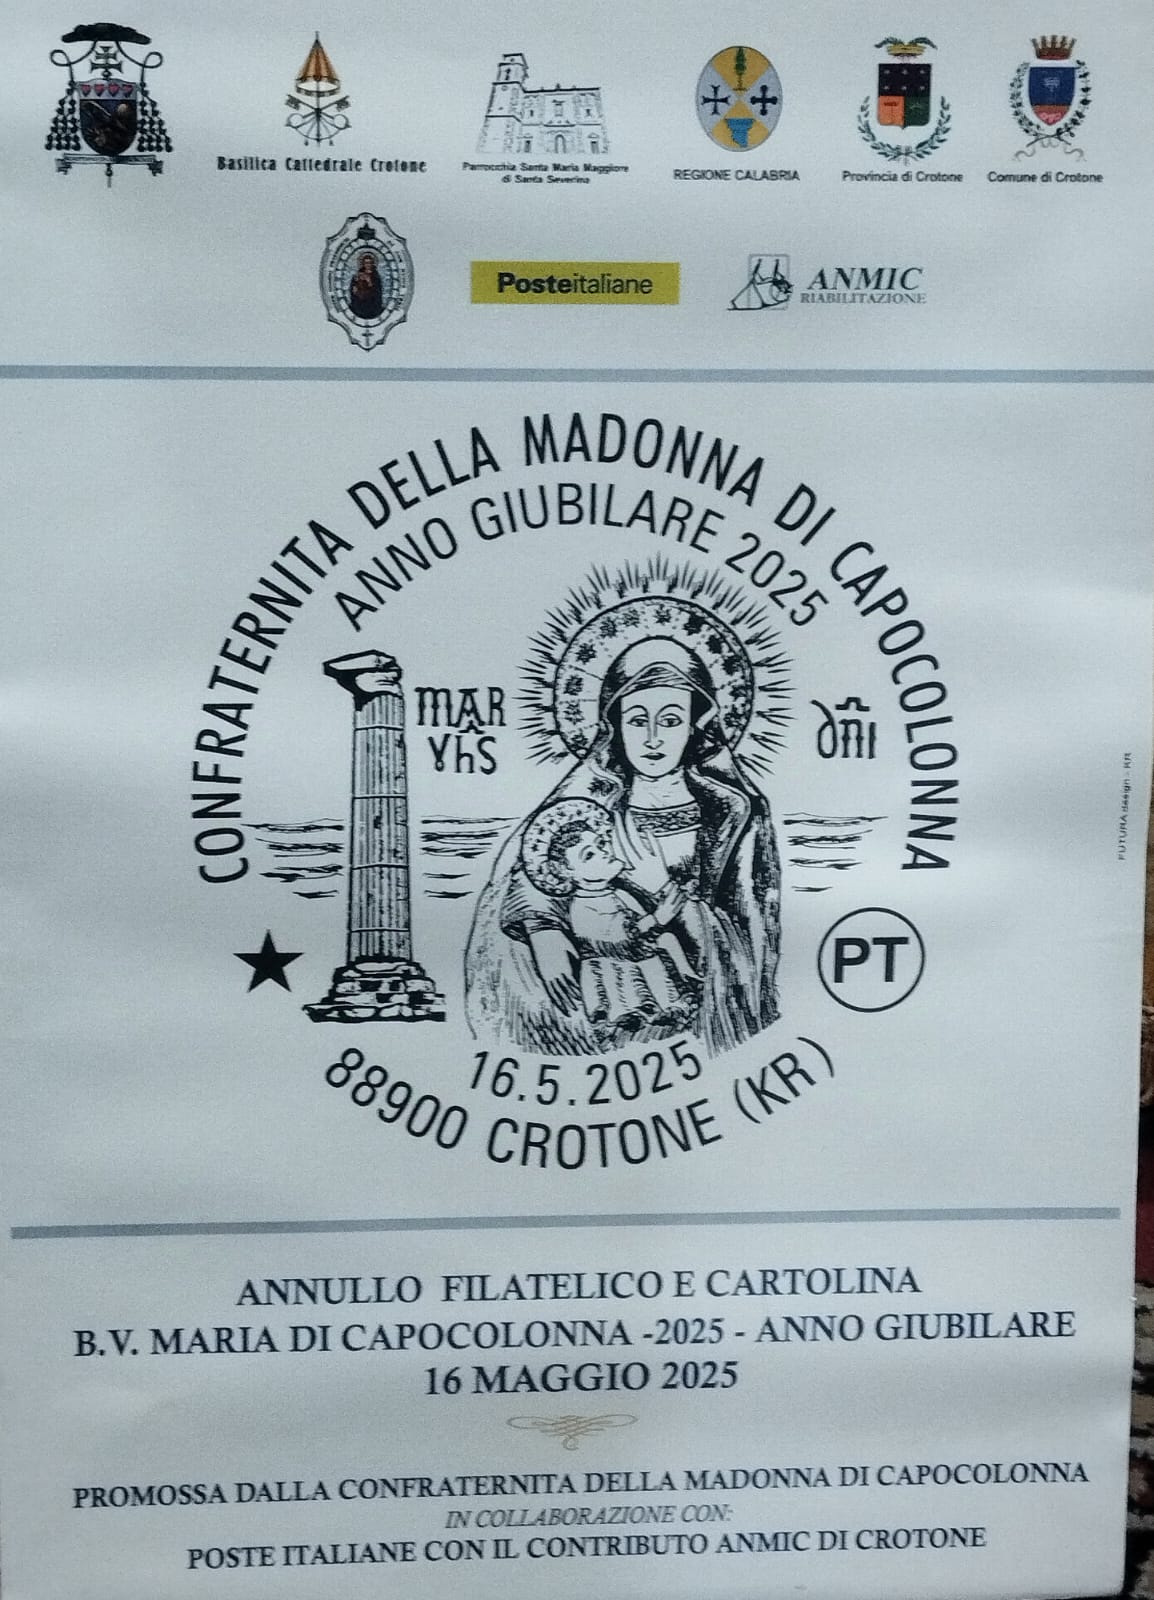 Basilica Cattedrale Crotone
Parrocchia Santa Maria Maggiore
di Santa Severina
REGIONE CALABRIA
Provincia di Crotone
Comune di Crotone
Posteitaliane
ANMIC
RIABILITAZIONE
CONFRATERNITA DELLA MADONNA DI CAPOCOLONNA
ANNO GIUBILARE 2025
MAR
YhS
PT
16.5.2025
88900 CROTONE (KR)
FUTURA design - KR
ANNULLO FILATELICO E CARTOLINA
B.V. MARIA DI CAPOCOLONNA -2025 - ANNO GIUBILARE
16 MAGGIO 2025
PROMOSSA DALLA CONFRATERNITA DELLA MADONNA DI CAPOCOLONNA
IN COLLABORAZIONE CON:
POSTE ITALIANE CON IL CONTRIBUTO ANMIC DI CROTONE